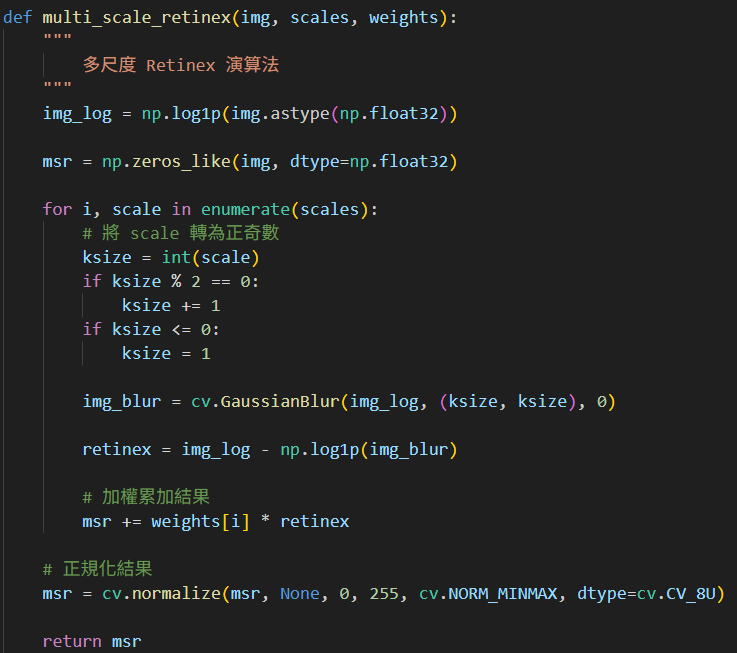 def multi_scale_retinex(img, scales, weights):
    """
        多尺度 Retinex 演算法
    """
    img_log = np.log1p(img.astype(np.float32))

    msr = np.zeros_like(img, dtype=np.float32)

    for i, scale in enumerate(scales):
        # 將 scale 轉為正奇數
        ksize = int(scale)
        if ksize % 2 == 0:
            ksize += 1
        if ksize <= 0:
            ksize = 1

        img_blur = cv.GaussianBlur(img_log, (ksize, ksize), 0)

        retinex = img_log - np.log1p(img_blur)

        # 加權累加結果
        msr += weights[i] * retinex

    # 正規化結果
    msr = cv.normalize(msr, None, 0, 255, cv.NORM_MINMAX, dtype=cv.CV_8U)

    return msr